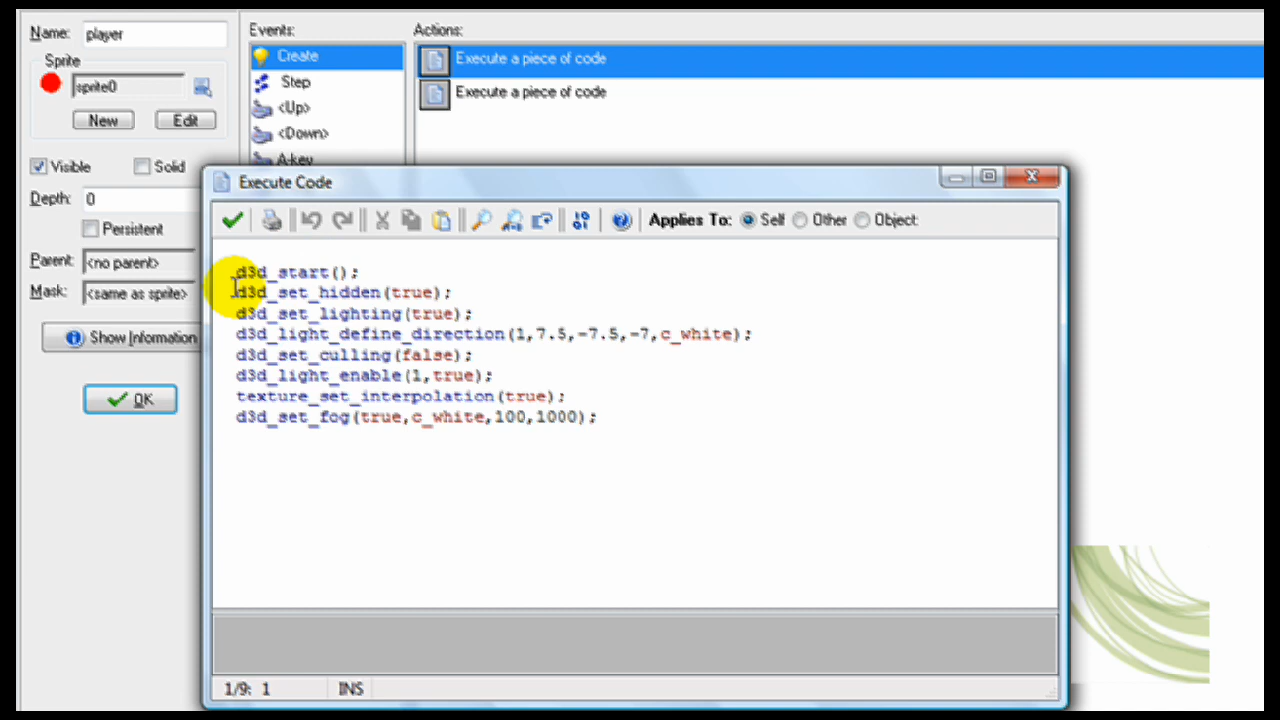 Name: player
Sprite
sprite0
New Edit
Visible Solid
Depth: 0
Persistent
Parent: <no parent>
Mask: <same as sprite>
Show Information
OK
Events:
Create
Step
<Up>
<Down>
A-key
Actions:
Execute a piece of code
Execute a piece of code
Execute Code
Applies To: Self Other Object
d3d_start();
d3d_set_hidden(true);
d3d_set_lighting(true);
d3d_light_define_direction(1,7.5,-7.5,-7,c_white);
d3d_set_culling(false);
d3d_light_enable(1,true);
texture_set_interpolation(true);
d3d_set_fog(true,c_white,100,1000);
1/9: 1 INS